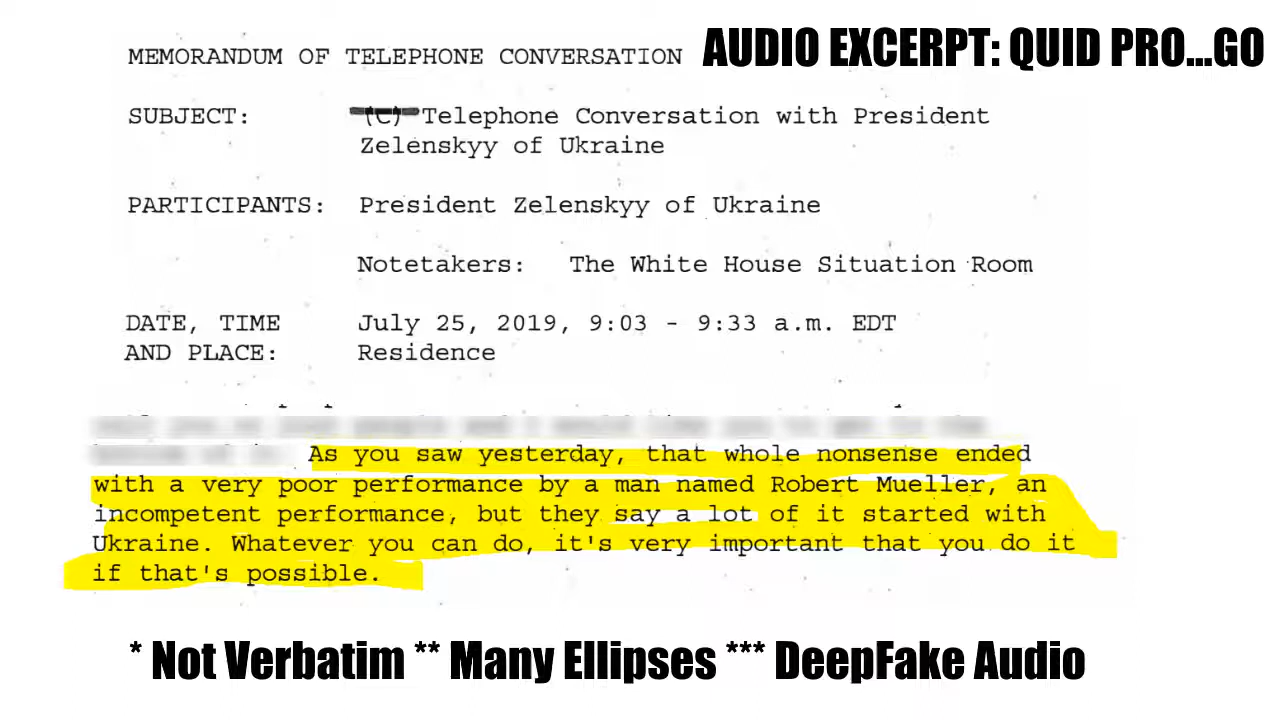 AUDIO EXCERPT: QUID PRO...GO
MEMORANDUM OF TELEPHONE CONVERSATION
SUBJECT: (C) Telephone Conversation with President
Zelenskyy of Ukraine
PARTICIPANTS: President Zelenskyy of Ukraine
Notetakers: The White House Situation Room
DATE, TIME July 25, 2019, 9:03 - 9:33 a.m. EDT
AND PLACE: Residence
As you saw yesterday, that whole nonsense ended
with a very poor performance by a man named Robert Mueller, an
incompetent performance, but they say a lot of it started with
Ukraine. Whatever you can do, it's very important that you do it
if that's possible.
* Not Verbatim ** Many Ellipses *** DeepFake Audio